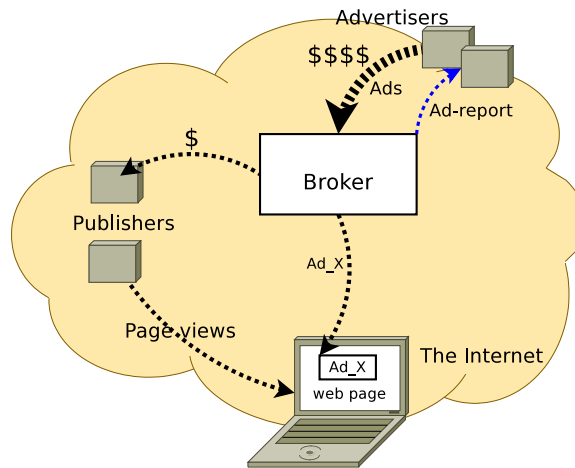 Advertisers
$$$$
Ads
Ad-report
$
Broker
Publishers
Ad_X
Page views
The Internet
Ad_X
web page